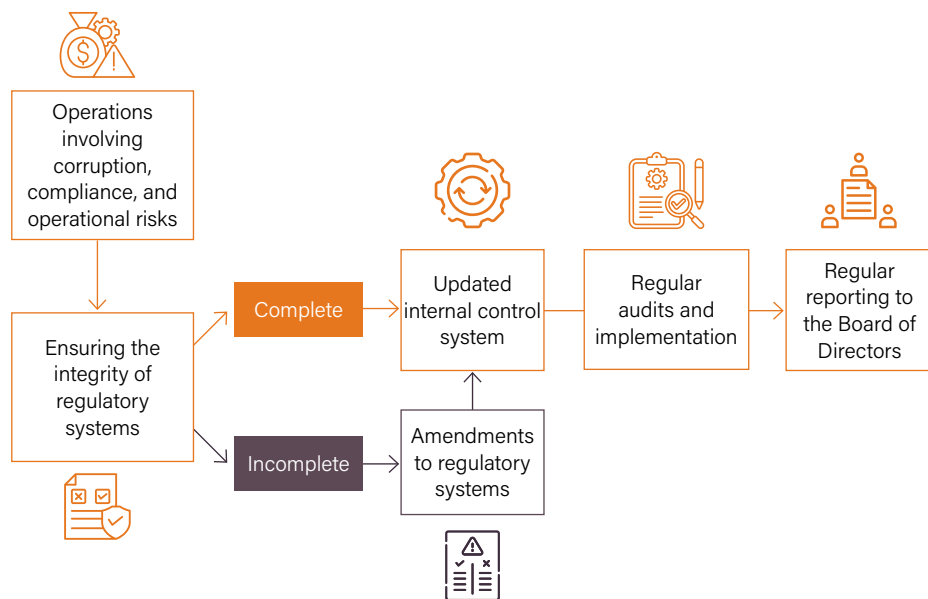 Operations
involving
corruption,
compliance, and
operational risks
Ensuring the
integrity of
regulatory
systems
Complete
Incomplete
Updated
internal control
system
Amendments
to regulatory
systems
Regular
audits and
implementation
Regular
reporting to
the Board of
Directors